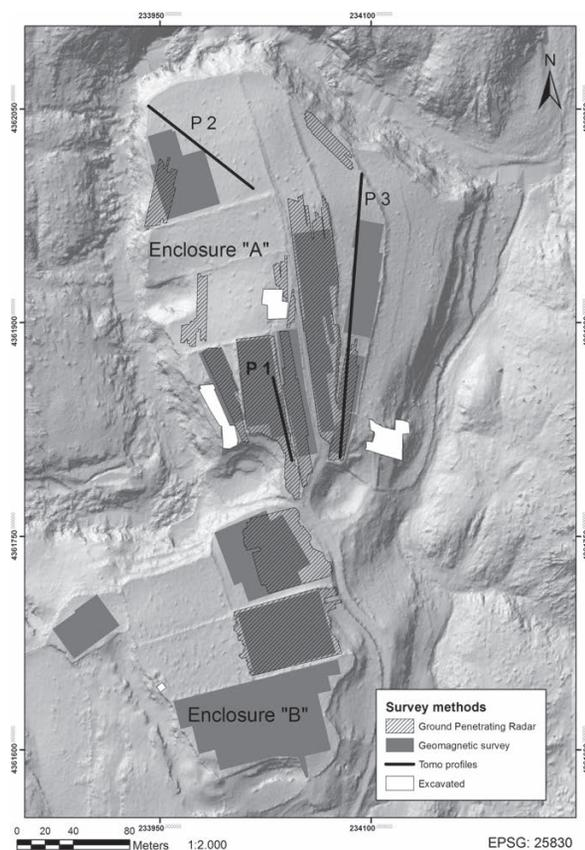 233950 234100
N
4362050
P 2
P 3
Enclosure "A"
4361900
P 1
4361750
Enclosure "B"
4361600
Survey methods
Ground Penetrating Radar
Geomagnetic survey
Tomo profiles
Excavated
233950 234100
0 20 40 80
Meters 1:2.000
EPSG: 25830